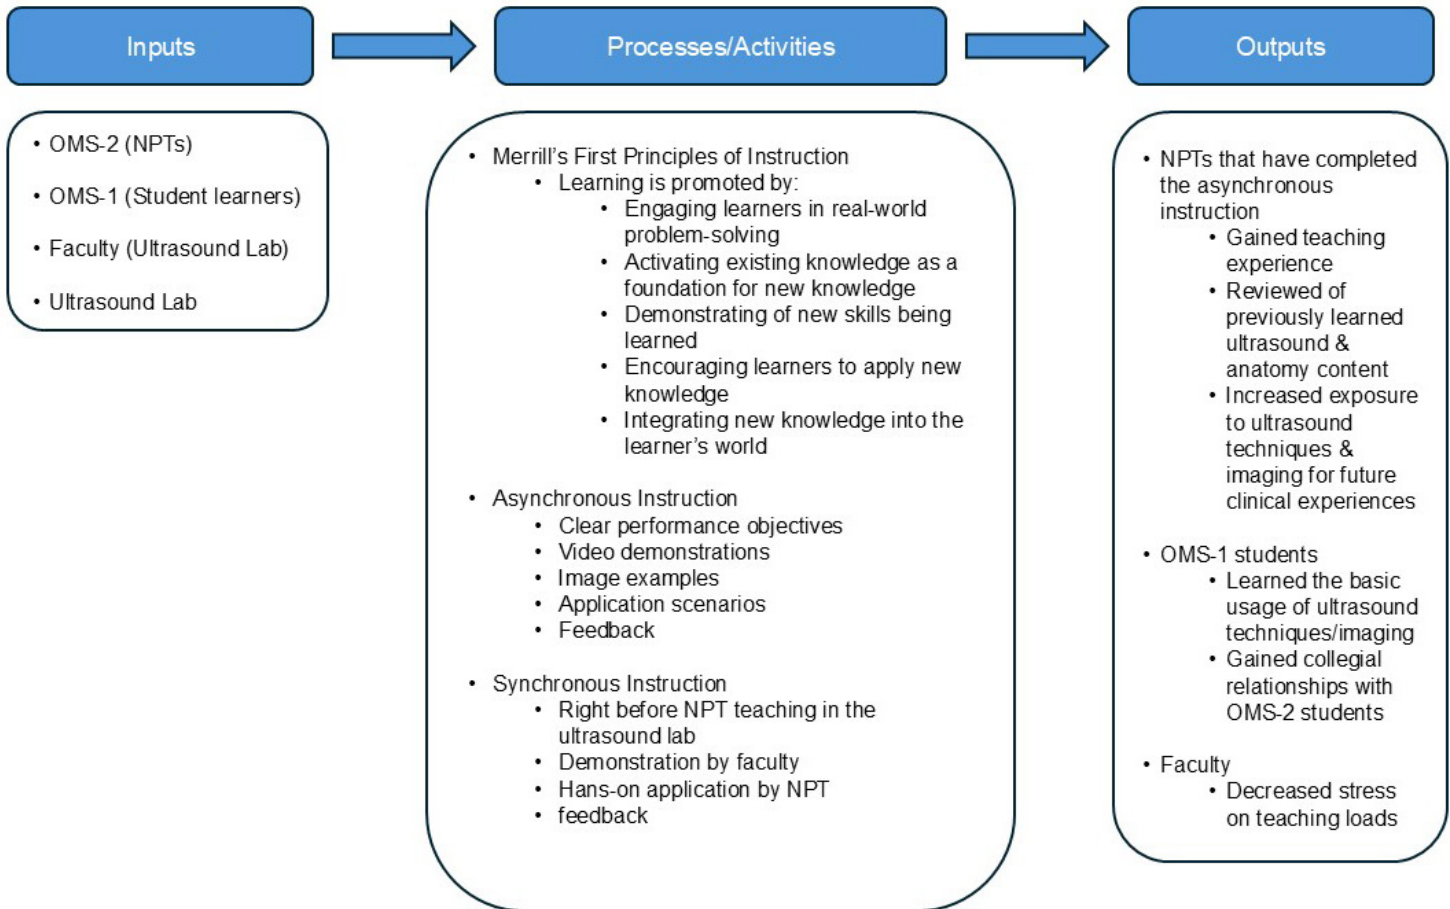 Inputs
Processes/Activities
Outputs
• OMS-2 (NPTs)
• OMS-1 (Student learners)
• Faculty (Ultrasound Lab)
• Ultrasound Lab
• Merrill's First Principles of Instruction
• Learning is promoted by:
• Engaging learners in real-world
problem-solving
• Activating existing knowledge as a
foundation for new knowledge
• Demonstrating of new skills being
learned
• Encouraging learners to apply new
knowledge
• Integrating new knowledge into the
learner's world
• Asynchronous Instruction
• Clear performance objectives
• Video demonstrations
• Image examples
• Application scenarios
• Feedback
• Synchronous Instruction
• Right before NPT teaching in the
ultrasound lab
• Demonstration by faculty
• Hans-on application by NPT
• feedback
• NPTs that have completed
the asynchronous
instruction
• Gained teaching
experience
• Reviewed of
previously learned
ultrasound &
anatomy content
• Increased exposure
to ultrasound
techniques &
imaging for future
clinical experiences
• OMS-1 students
• Learned the basic
usage of ultrasound
techniques/imaging
• Gained collegial
relationships with
OMS-2 students
• Faculty
• Decreased stress
on teaching loads